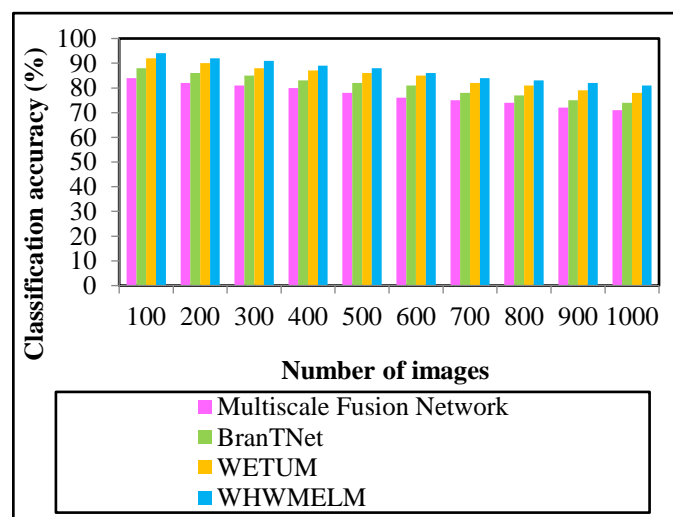 Classification accuracy (%)
100
90
80
70
60
50
40
30
20
10
0
100 200 300 400 500 600 700 800 900 1000
Number of images
Multiscale Fusion Network
BranTNet
WETUM
WHWMELM